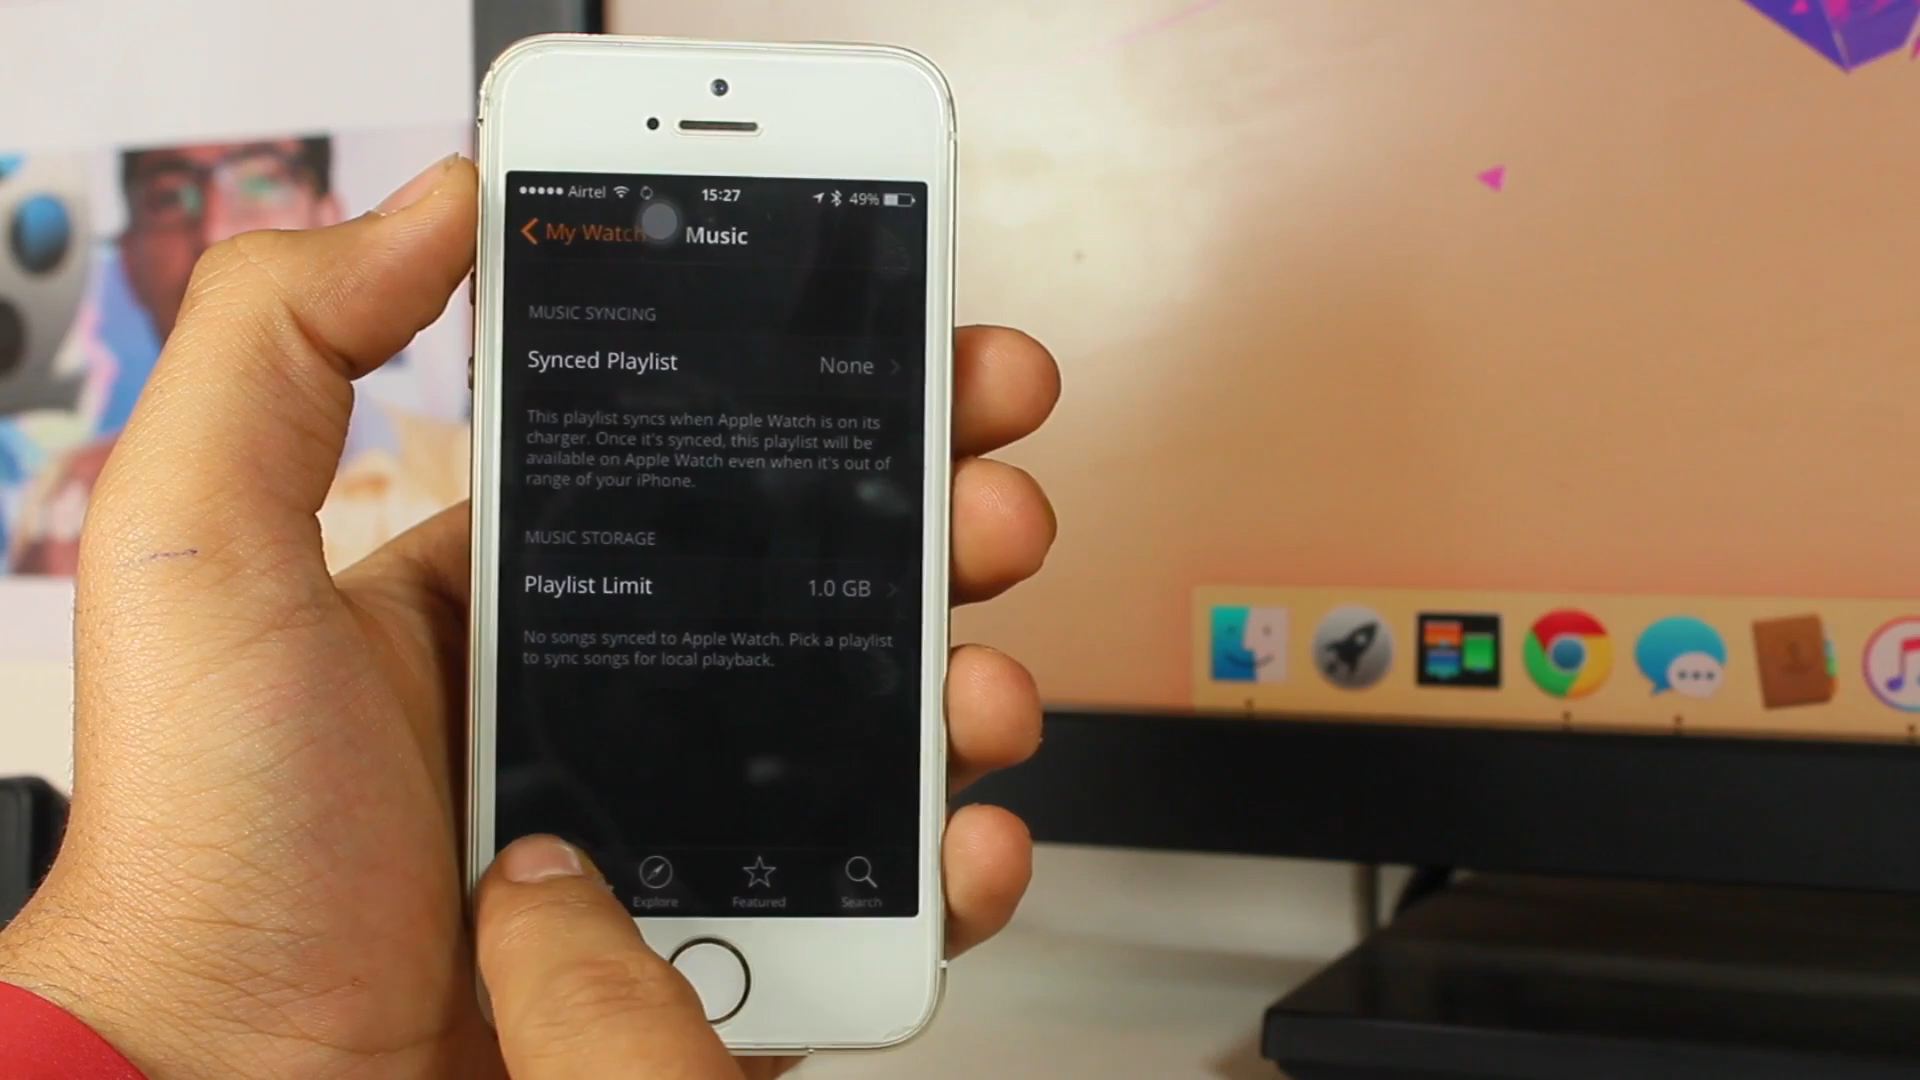 Airtel 15:27 49%
My Watch Music
MUSIC SYNCING
Synced Playlist None
This playlist syncs when Apple Watch is on its
charger. Once it's synced, this playlist will be
available on Apple Watch even when it's out of
range of your iPhone.
MUSIC STORAGE
Playlist Limit 1.0 GB
No songs synced to Apple Watch. Pick a playlist
to sync songs for local playback.
Explore Featured Search